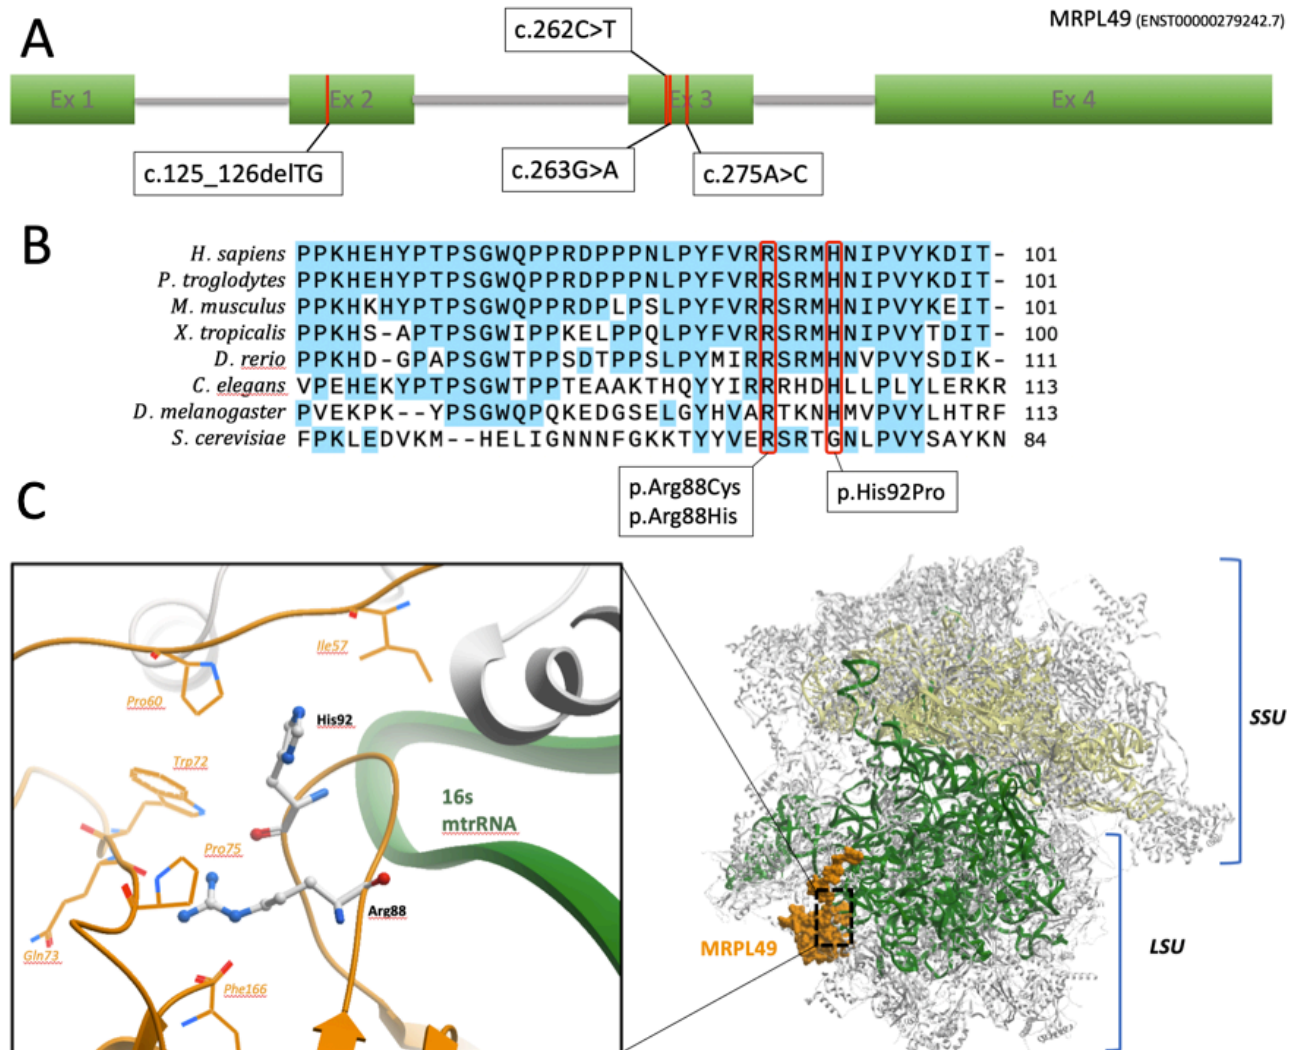 A
MRPL49 (ENST00000279242.7)
c.262C>T
Ex 1
Ex 2
Ex 3
Ex 4
c.125_126delTG
c.263G>A
c.275A>C
B
H. sapiens PPKHEHYPTPSGWQPPRDPPPNLPYFVRRSRMHNIPVYKDIT- 101
P. troglodytes PPKHEHYPTPSGWQPPRDPPPNLPYFVRRSRMHNIPVYKDIT- 101
M. musculus PPKHKHYPTPSGWQPPRDPLPSLPYFVRRSRMHNIPVYKEIT- 101
X. tropicalis PPKHS-APTPSGWIPPKELPPQLPYFVRRSRMHNIPVYTDIT- 100
D. rerio PPKHD-GPAPSGWTPPSDTPPSLPYMIRRSRMHNVPVYSDIK- 111
C. elegans VPEHEKYPTPSGWTPPTEAAKTHQYYIRRRRHDHLLPLYLERKR 113
D. melanogaster PVEKPK--YPSGWQPQKEDGSELGYHVARTKNHMVPVYLHTRF 113
S. cerevisiae FPKLEDVKM--HELIGNNNFGKKTYYVERSRTGNLPVYSAYKN 84
p.Arg88Cys
p.Arg88His
p.His92Pro
C
Ile57
Pro60
His92
Trp72
16s
mtrRNA
Pro75
Arg88
Gln73
Phe166
MRPL49
SSU
LSU